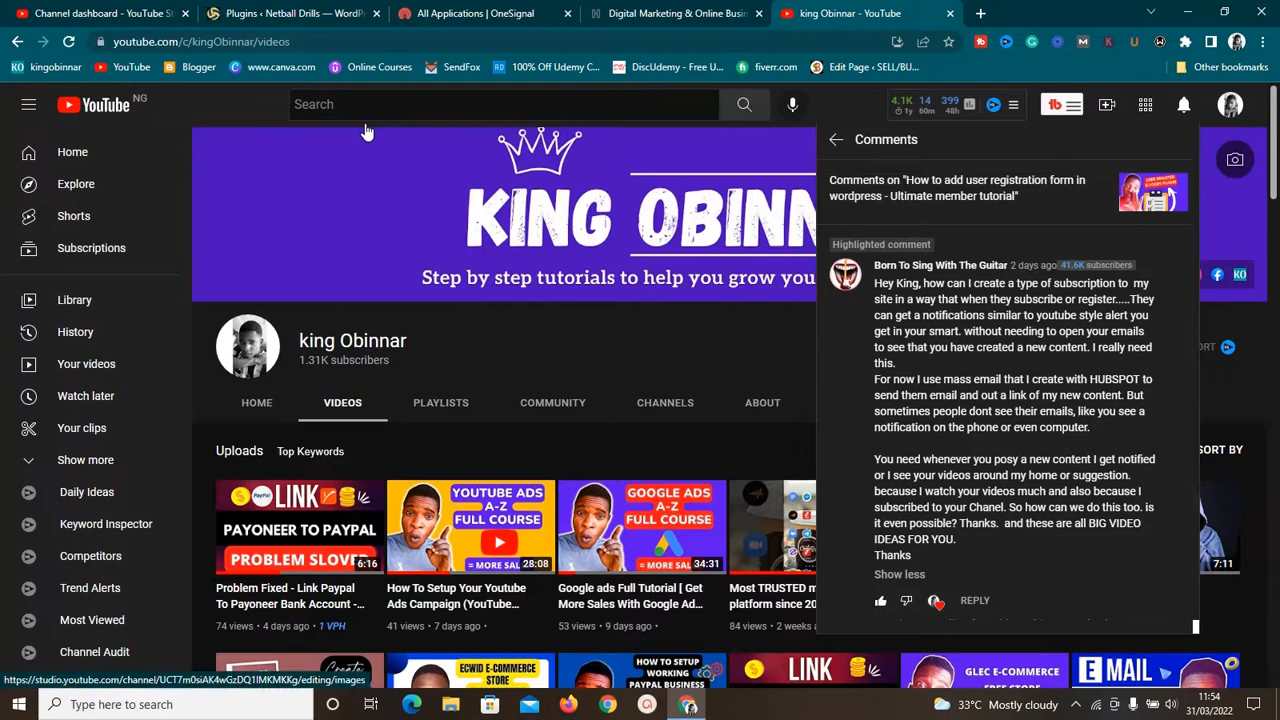 Channel dashboard - YouTube St
Plugins ‹ Netball Drills — WordPr
All Applications | OneSignal
Digital Marketing & Online Busin
king Obinnar - YouTube
youtube.com/c/kingObinnar/videos
kingobinnar
YouTube
Blogger
www.canva.com
Online Courses
SendFox
100% Off Udemy C...
DiscUdemy - Free U...
fiverr.com
Edit Page ‹ SELL/BU...
Other bookmarks
YouTube NG
Search
4.1K 14 399
1y 60m 48h
Home
Explore
Shorts
Subscriptions
Library
History
Your videos
Watch later
Your clips
Show more
Daily Ideas
Keyword Inspector
Competitors
Trend Alerts
Most Viewed
Channel Audit
KING OBINN
Step by step tutorials to help you grow you
king Obinnar
1.31K subscribers
HOME
VIDEOS
PLAYLISTS
COMMUNITY
CHANNELS
ABOUT
Uploads
Top Keywords
SORT BY
LINK
PAYONEER TO PAYPAL
PROBLEM SLOVED
6:16
Problem Fixed - Link Paypal
To Payoneer Bank Account -...
74 views • 4 days ago • 1 VPH
YOUTUBE ADS
A-Z
FULL COURSE
= MORE SAL
28:08
How To Setup Your Youtube
Ads Campaign (YouTube...
41 views • 7 days ago
GOOGLE ADS
A-Z
FULL COURSE
= MORE SAL
34:31
Google ads Full Tutorial [ Get
More Sales With Google Ad...
53 views • 9 days ago
Most TRUSTED
platform since 20
84 views • 2 weeks a
7:11
Create
ECWID E-COMMERCE
STORE
HOW TO SETUP
WORKING
PAYPAL BUSINESS
LINK
GLEC E-COMMERCE
FREE STORE
E MAIL
Comments
Comments on "How to add user registration form in
wordpress - Ultimate member tutorial"
USER REGISTER
Highlighted comment
Born To Sing With The Guitar 2 days ago 41.6K subscribers
Hey King, how can I create a type of subscription to my
site in a way that when they subscribe or register.....They
can get a notifications similar to youtube style alert you
get in your smart. without needing to open your emails
to see that you have created a new content. I really need
this.
For now I use mass email that I create with HUBSPOT to
send them email and out a link of my new content. But
sometimes people dont see their emails, like you see a
notification on the phone or even computer.
You need whenever you posy a new content I get notified
or I see your videos around my home or suggestion.
because I watch your videos much and also because I
subscribed to your Chanel. So how can we do this too. is
it even possible? Thanks. and these are all BIG VIDEO
IDEAS FOR YOU.
Thanks
Show less
REPLY
https://studio.youtube.com/channel/UCT7m0siAK4wGzDQ1IMKMKKg/editing/images
Type here to search
33°C Mostly cloudy
11:54
31/03/2022